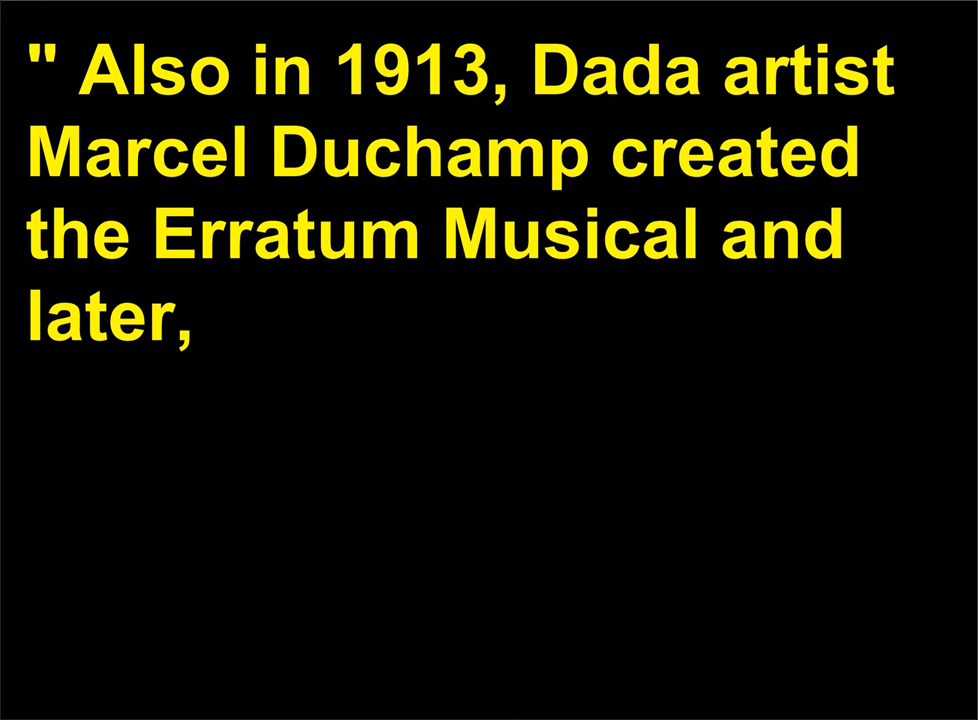 " Also in 1913, Dada artist
Marcel Duchamp created
the Erratum Musical and
later,